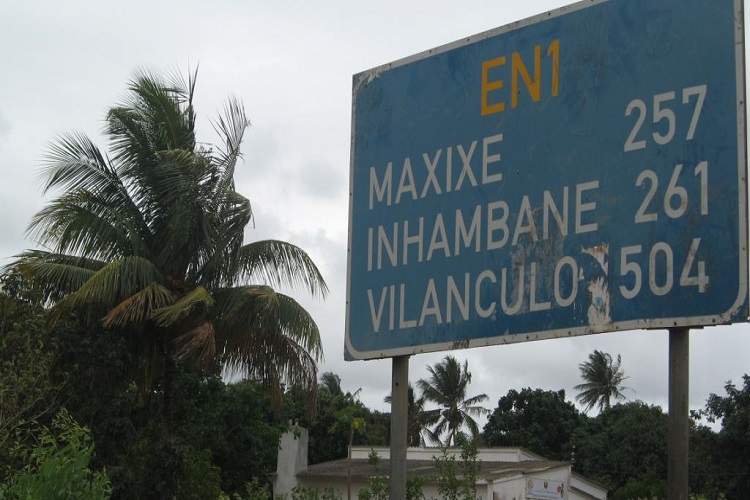 EN1
MAXIXE 257
INHAMBANE 261
VILANCULO 504